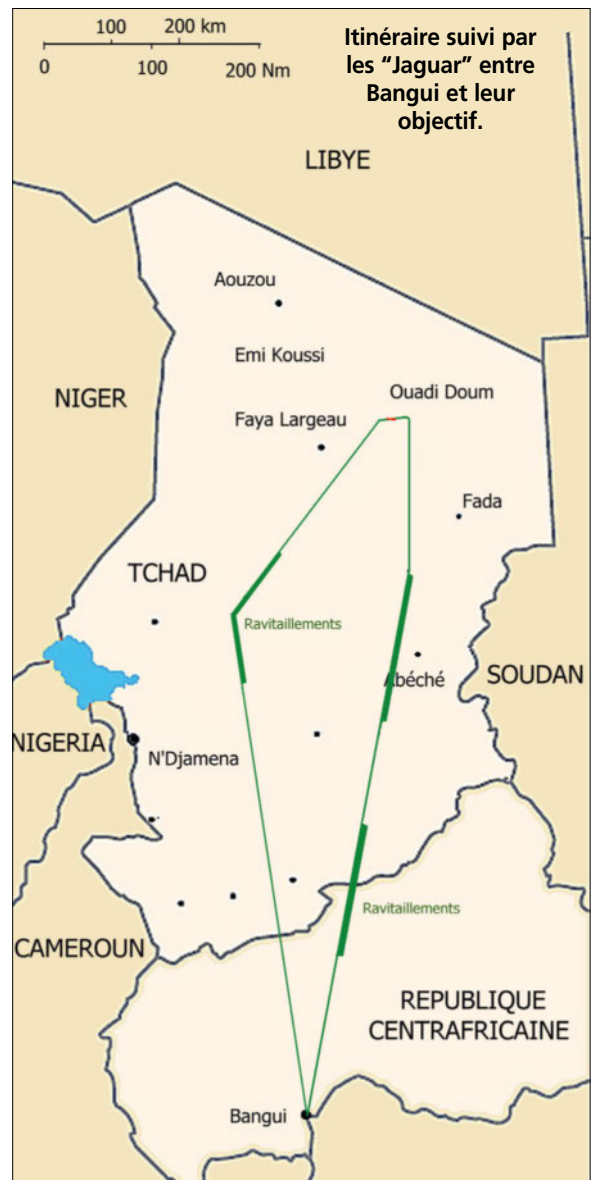 100 200 km
0 100 200 Nm
Itinéraire suivi par
les “Jaguar” entre
Bangui et leur
objectif.
LIBYE
Aouzou
Emi Koussi
Ouadi Doum
NIGER
Faya Largeau
Fada
TCHAD
Ravitaillements
Abéché
SOUDAN
NIGERIA
N'Djamena
Ravitaillements
CAMEROUN
REPUBLIQUE
CENTRAFRICAINE
Bangui